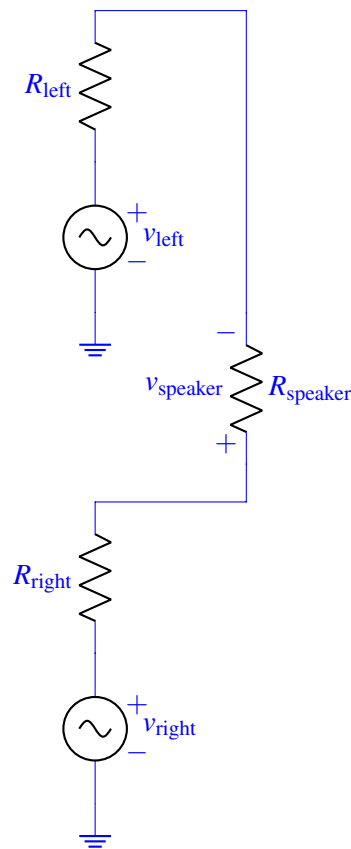 R_left
+
v_left
−
−
v_speaker R_speaker
+
R_right
+
v_right
−